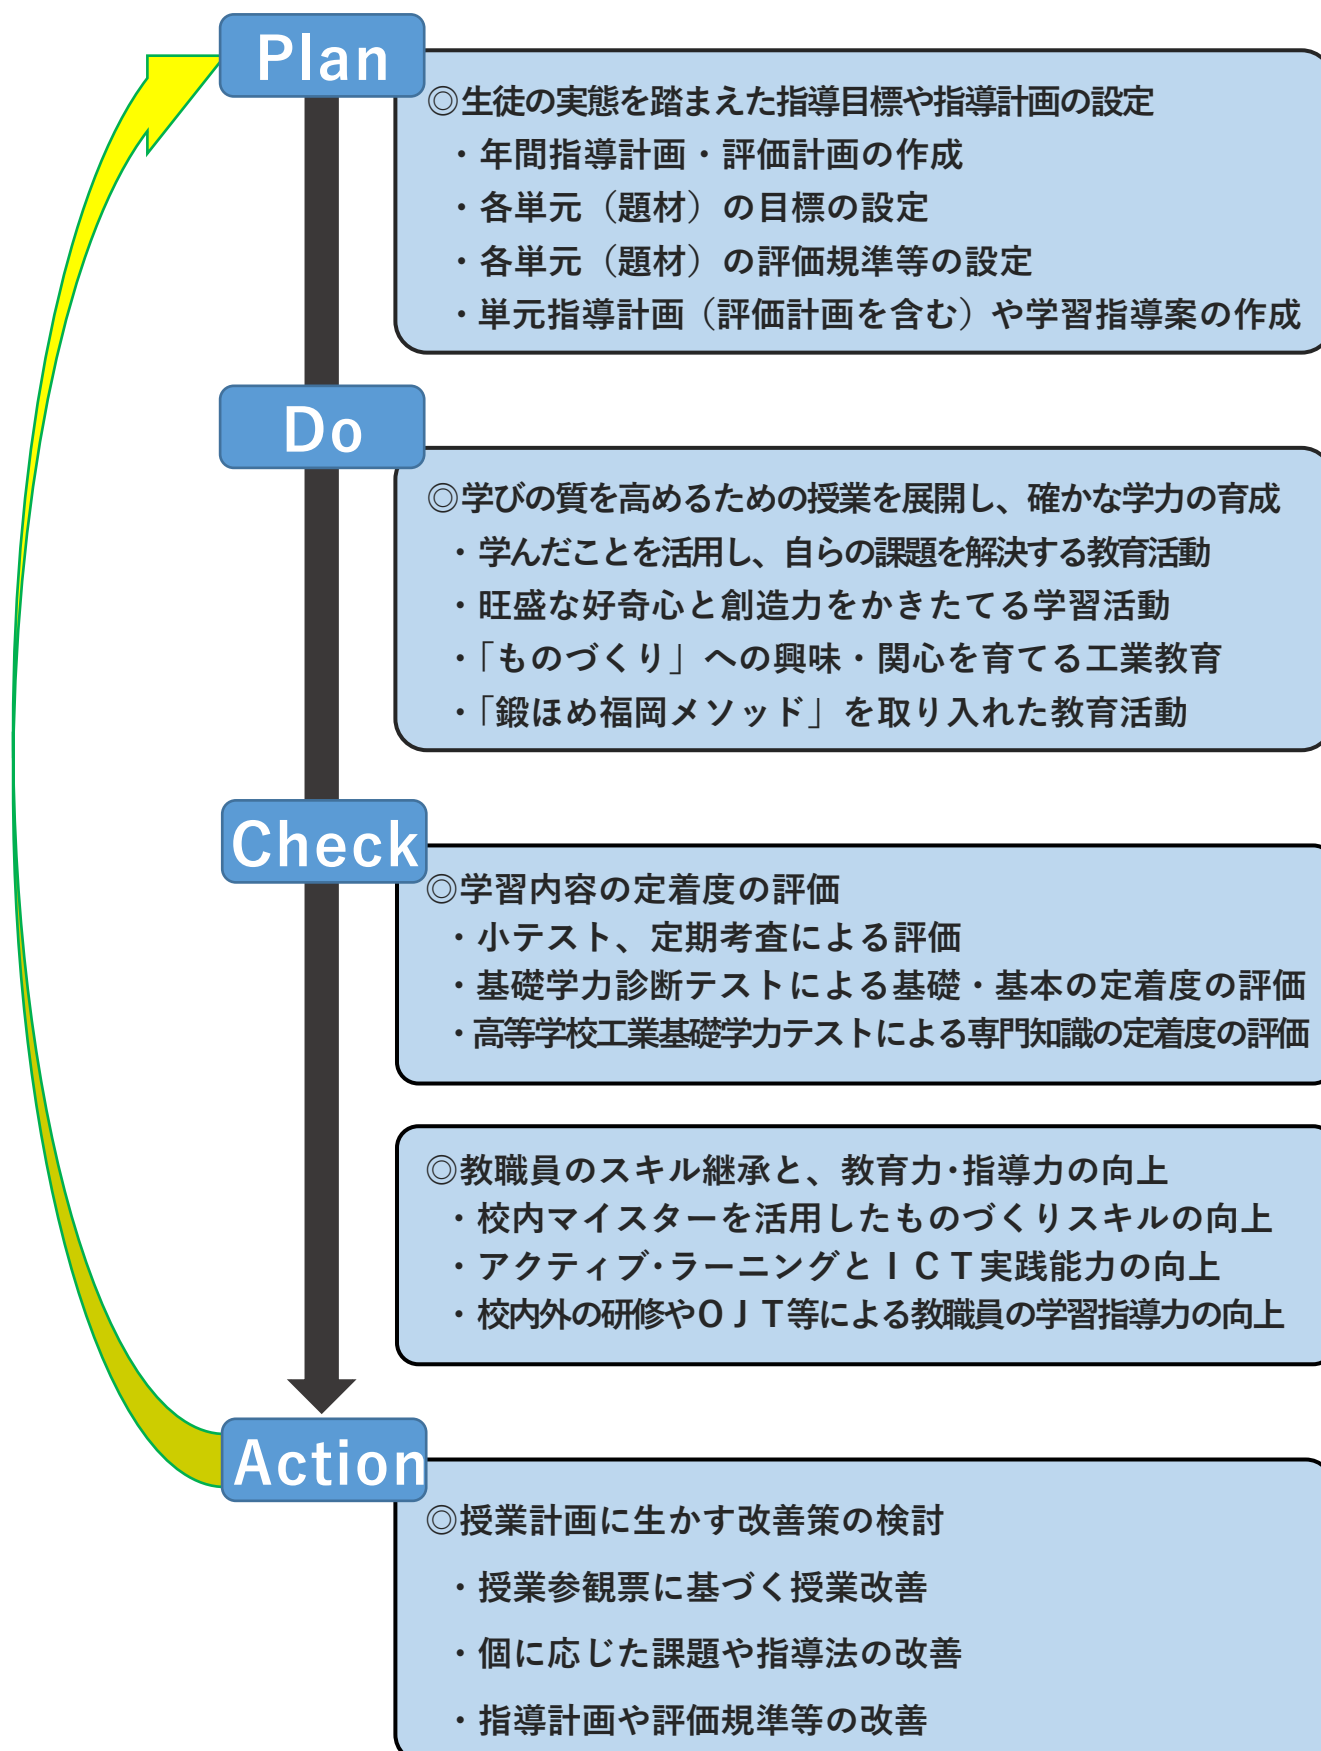 Plan
◎生徒の実態を踏まえた指導目標や指導計画の設定
・年間指導計画・評価計画の作成
・各単元（題材）の目標の設定
・各単元（題材）の評価規準等の設定
・単元指導計画（評価計画を含む）や学習指導案の作成
Do
◎学びの質を高めるための授業を展開し、確かな学力の育成
・学んだことを活用し、自らの課題を解決する教育活動
・旺盛な好奇心と創造力をかきたてる学習活動
・「ものづくり」への興味・関心を育てる工業教育
・「鍛ほめ福岡メソッド」を取り入れた教育活動
Check
◎学習内容の定着度の評価
・小テスト、定期考査による評価
・基礎学力診断テストによる基礎・基本の定着度の評価
・高等学校工業基礎学力テストによる専門知識の定着度の評価
◎教職員のスキル継承と、教育力･指導力の向上
・校内マイスターを活用したものづくりスキルの向上
・アクティブ･ラーニングとＩＣＴ実践能力の向上
・校内外の研修やＯＪＴ等による教職員の学習指導力の向上
Action
◎授業計画に生かす改善策の検討
・授業参観票に基づく授業改善
・個に応じた課題や指導法の改善
・指導計画や評価規準等の改善